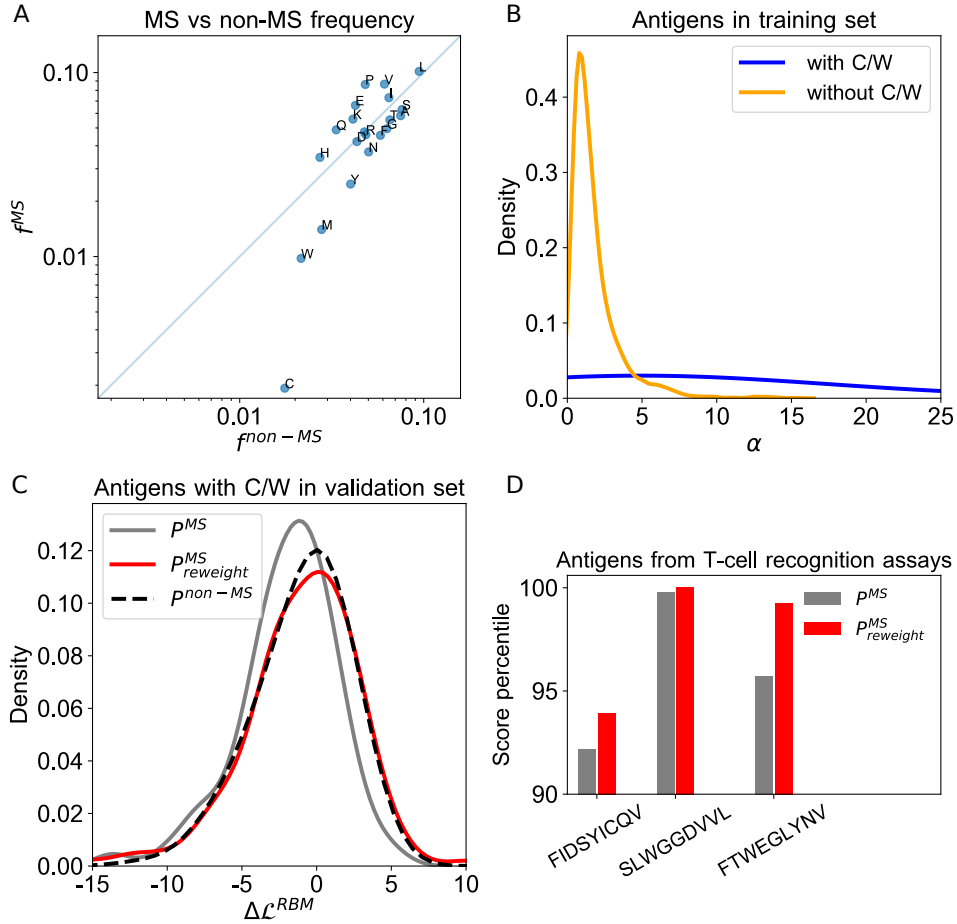 A
MS vs non-MS frequency
0.10
0.01
f^MS
L
P
V
I
E
S
K
T
A
Q
R
G
D
F
N
H
Y
M
W
C
0.01
0.10
f^non−MS
B
Antigens in training set
with C/W
without C/W
0.4
0.3
0.2
0.1
0.0
Density
0
5
10
15
20
25
α
C
Antigens with C/W in validation set
P^MS
P^MS_reweight
P^non−MS
0.12
0.10
0.08
0.06
0.04
0.02
0.00
Density
-15
-10
-5
0
5
10
Δℒ^RBM
D
Antigens from T-cell recognition assays
P^MS
P^MS_reweight
100
95
90
Score percentile
FIDSYICQV
SLWGGDVVL
FTWEGLYNV